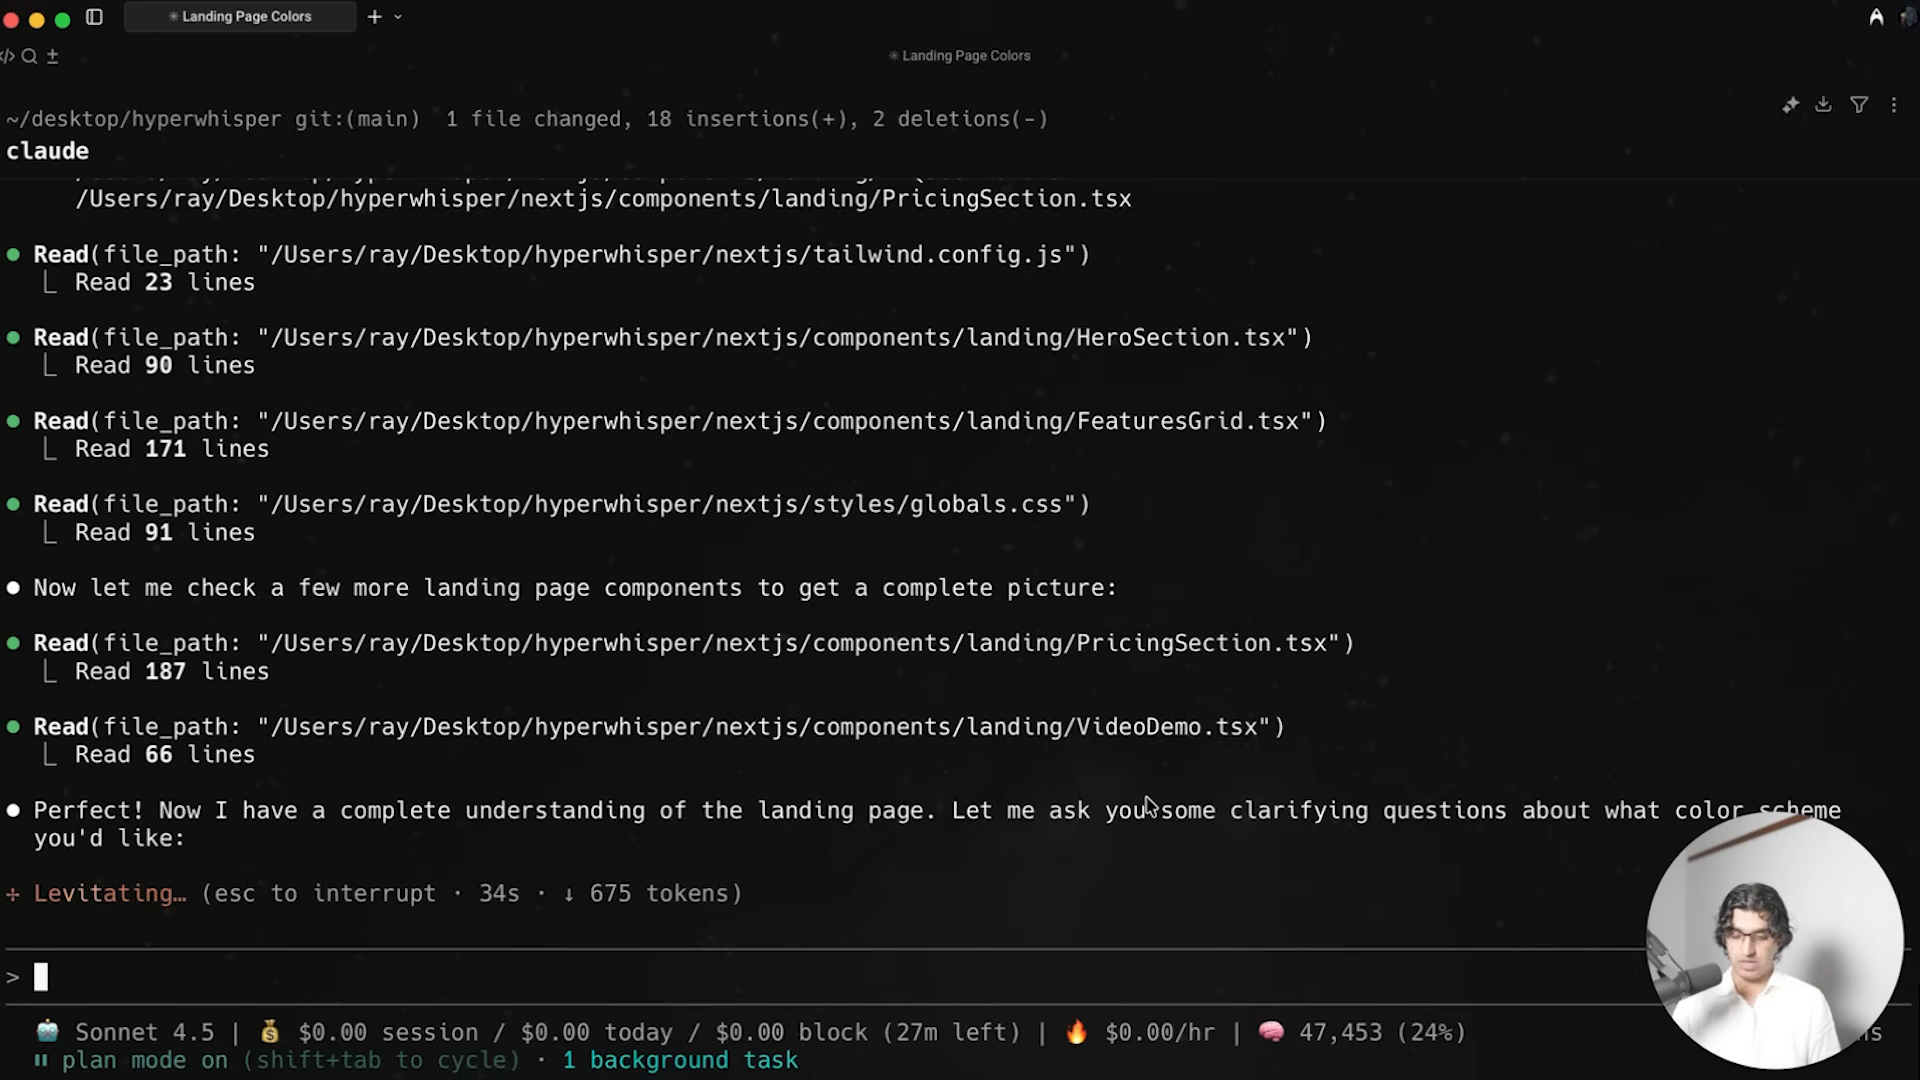 ✳ Landing Page Colors
✳ Landing Page Colors
~/desktop/hyperwhisper git:(main) 1 file changed, 18 insertions(+), 2 deletions(-)
claude
/Users/ray/Desktop/hyperwhisper/nextjs/components/landing/PricingSection.tsx
● Read(file_path: "/Users/ray/Desktop/hyperwhisper/nextjs/tailwind.config.js")
⎿ Read 23 lines
● Read(file_path: "/Users/ray/Desktop/hyperwhisper/nextjs/components/landing/HeroSection.tsx")
⎿ Read 90 lines
● Read(file_path: "/Users/ray/Desktop/hyperwhisper/nextjs/components/landing/FeaturesGrid.tsx")
⎿ Read 171 lines
● Read(file_path: "/Users/ray/Desktop/hyperwhisper/nextjs/styles/globals.css")
⎿ Read 91 lines
● Now let me check a few more landing page components to get a complete picture:
● Read(file_path: "/Users/ray/Desktop/hyperwhisper/nextjs/components/landing/PricingSection.tsx")
⎿ Read 187 lines
● Read(file_path: "/Users/ray/Desktop/hyperwhisper/nextjs/components/landing/VideoDemo.tsx")
⎿ Read 66 lines
● Perfect! Now I have a complete understanding of the landing page. Let me ask you some clarifying questions about what color scheme
you'd like:
Levitating… (esc to interrupt · 34s · ↓ 675 tokens)
>
🤖 Sonnet 4.5 | 💰 $0.00 session / $0.00 today / $0.00 block (27m left) | 🔥 $0.00/hr | 🧠 47,453 (24%)
⏸ plan mode on (shift+tab to cycle) · 1 background task